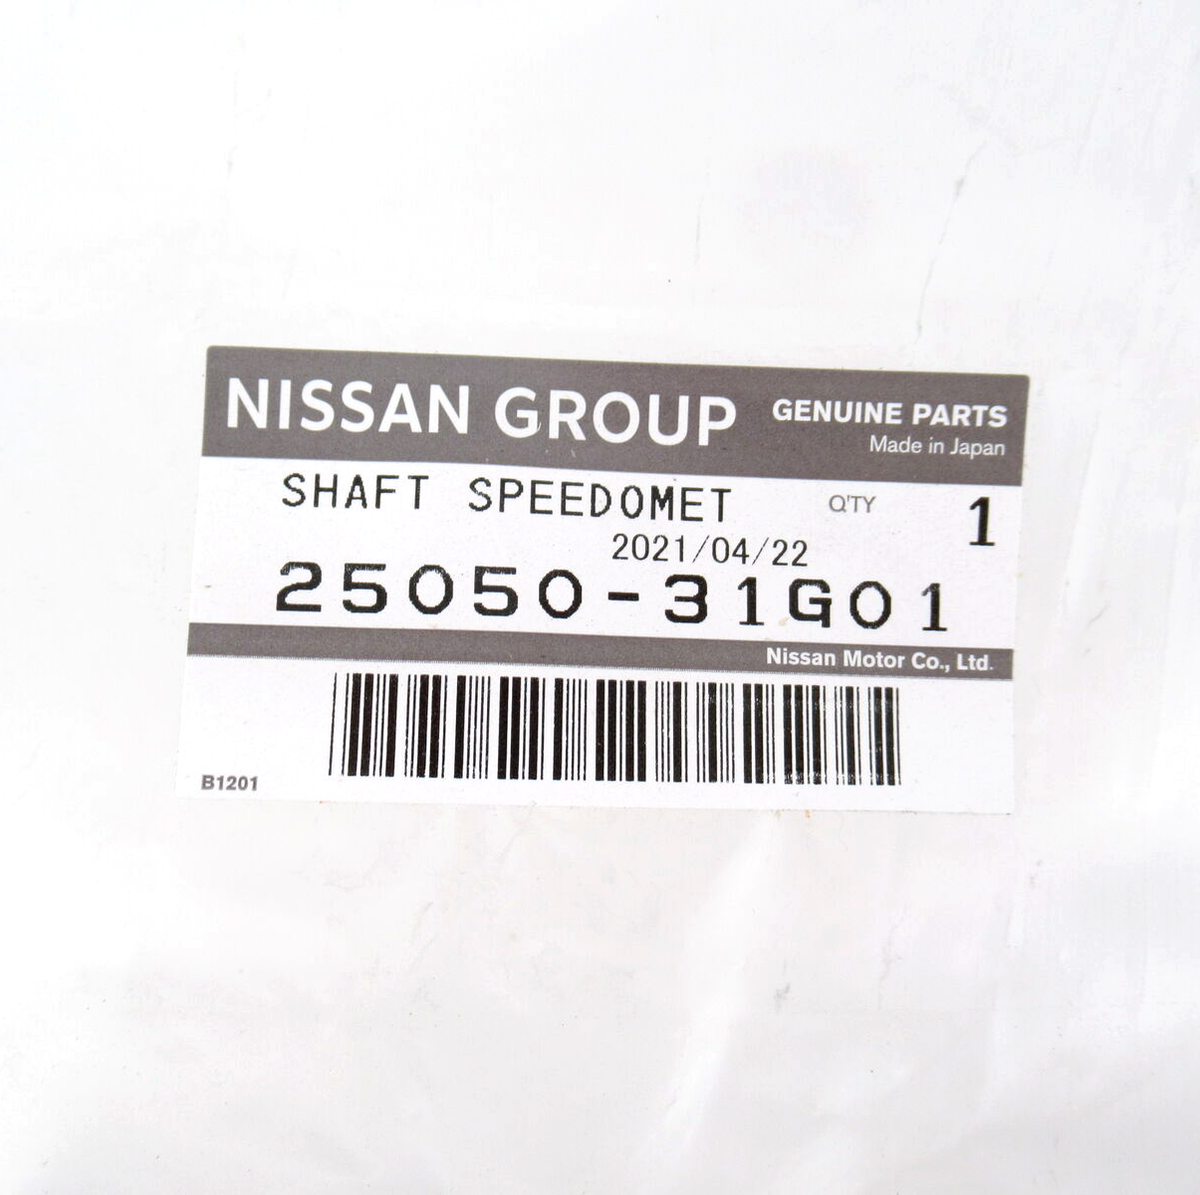 NISSAN GROUP GENUINE PARTS
Made in Japan
SHAFT SPEEDOMET Q'TY 1
2021/04/22
25050-31G01
Nissan Motor Co., Ltd.
B1201